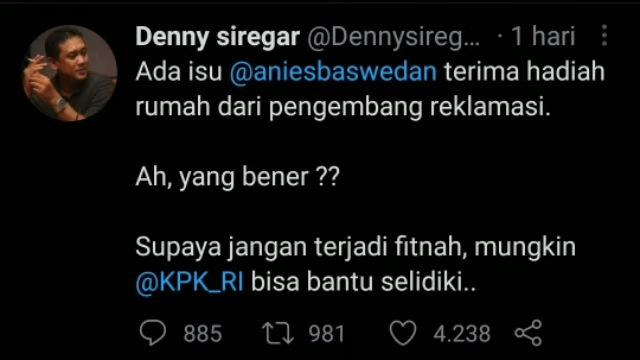 Denny siregar @Dennysireg... · 1 hari
Ada isu @aniesbaswedan terima hadiah
rumah dari pengembang reklamasi.
Ah, yang bener ??
Supaya jangan terjadi fitnah, mungkin
@KPK_RI bisa bantu selidiki..
885 981 4.238